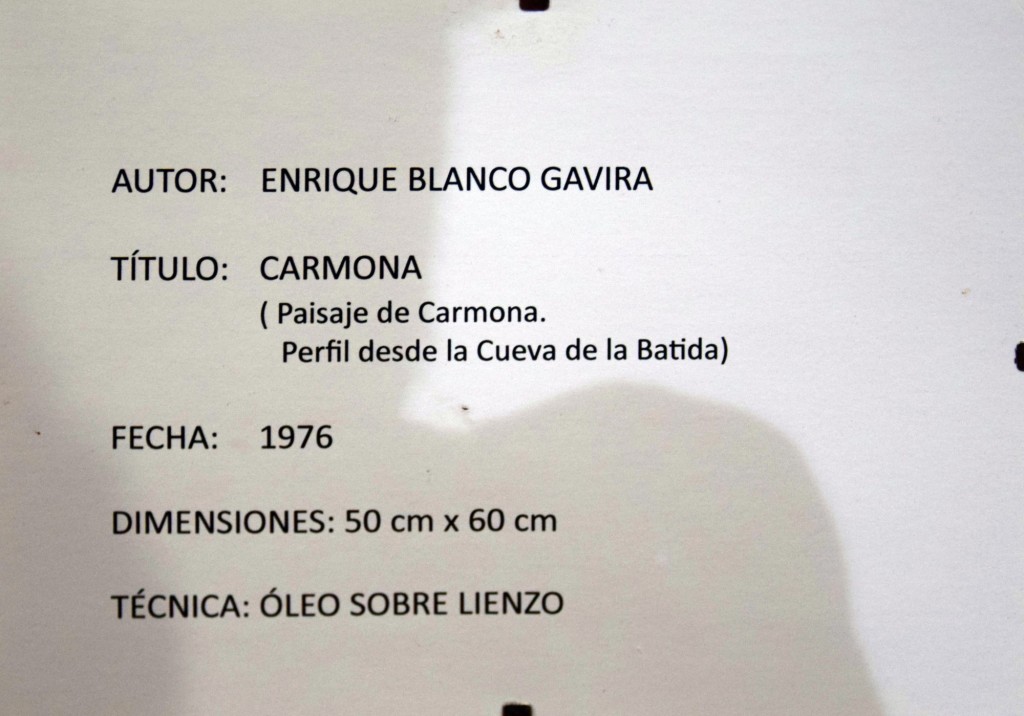 AUTOR: ENRIQUE BLANCO GAVIRA
TÍTULO: CARMONA
( Paisaje de Carmona.
Perfil desde la Cueva de la Batida)
FECHA: 1976
DIMENSIONES: 50 cm x 60 cm
TÉCNICA: ÓLEO SOBRE LIENZO